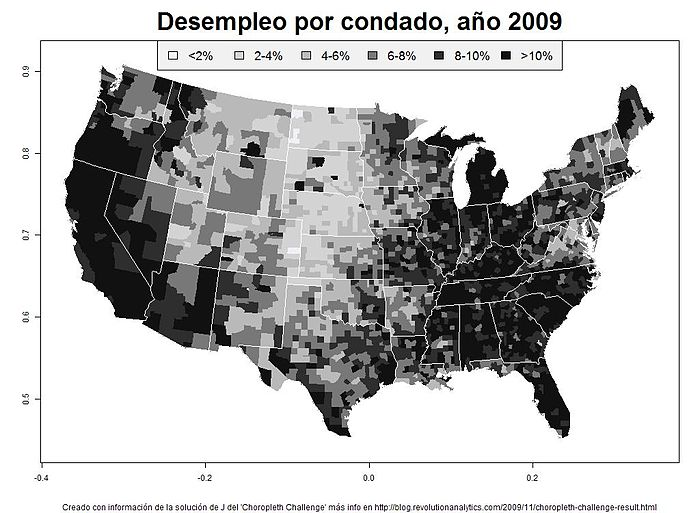 Desempleo por condado, año 2009
<2% 2-4% 4-6% 6-8% 8-10% >10%
0.9
0.8
0.7
0.6
0.5
-0.4 -0.2 0.0 0.2
Creado con información de la solución de J del 'Choropleth Challenge' más info en http://blog.revolutionanalytics.com/2009/11/choropleth-challenge-result.html